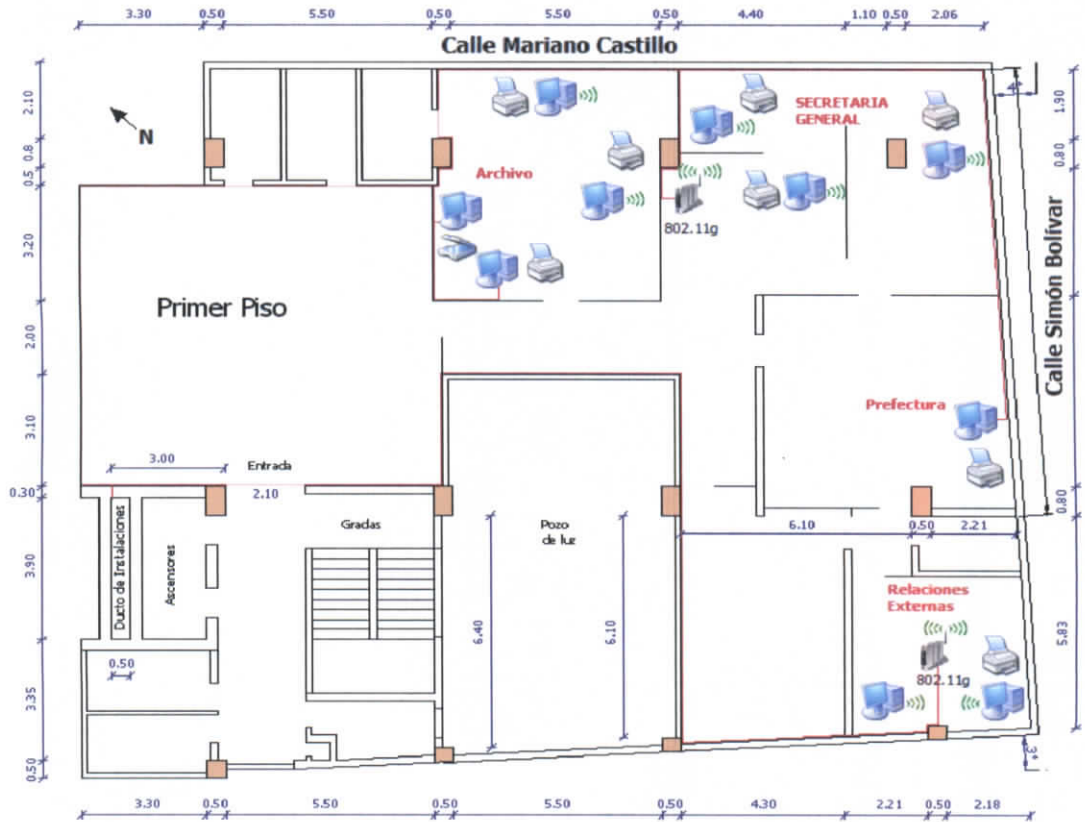 3.30 0.50 5.50 0.50 5.50 0.50 4.40 1.10 0.50 2.06
Calle Mariano Castillo
4°
2.10
N
SECRETARIA
GENERAL
1.90
0.8
Archivo
0.80
0.5
802.11g
3.20
Primer Piso
Calle Simón Bolívar
2.00
3.10
Prefectura
3.00
Entrada
0.30
2.10
0.80
Gradas
Pozo
de luz
6.10 0.50 2.21
Ducto de Instalaciones
Ascensores
3.90
6.40
6.10
Relaciones
Externas
5.83
0.50
802.11g
3.35
0.50
3°
3.30 0.50 5.50 0.50 5.50 0.50 4.30 2.21 0.50 2.18